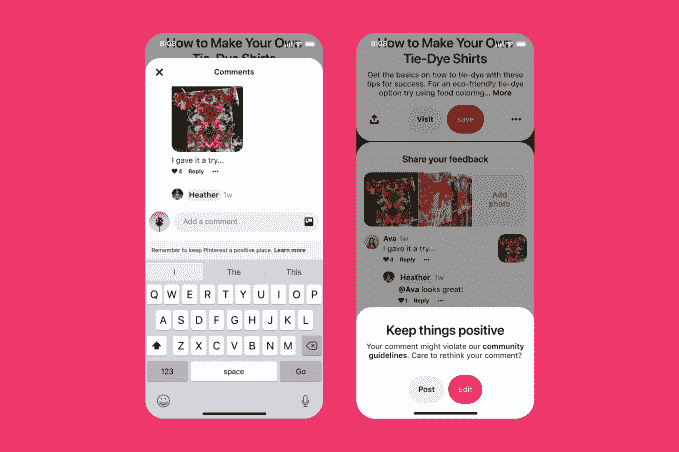 8:08
How to Make Your Own
Tie-Dye Shirts
Comments
I gave it a try...
4 Reply
Heather 1w
Add a comment
Remember to keep Pinterest a positive place. Learn more
I The This
Q W E R T Y U I O P
A S D F G H J K L
Z X C V B N M
123 space Go
8:08
How to Make Your Own
Tie-Dye Shirts
Get the basics on how to tie-dye with these
tips for success. For an eco-friendly tie-dye
option try using food coloring... More
Visit save
Share your feedback
Add
photo
Ava 1w
I gave it a try...
4 Reply
Heather 1w
@Ava looks great!
1 Reply
Keep things positive
Your comment might violate our community
guidelines. Care to rethink your comment?
Post Edit